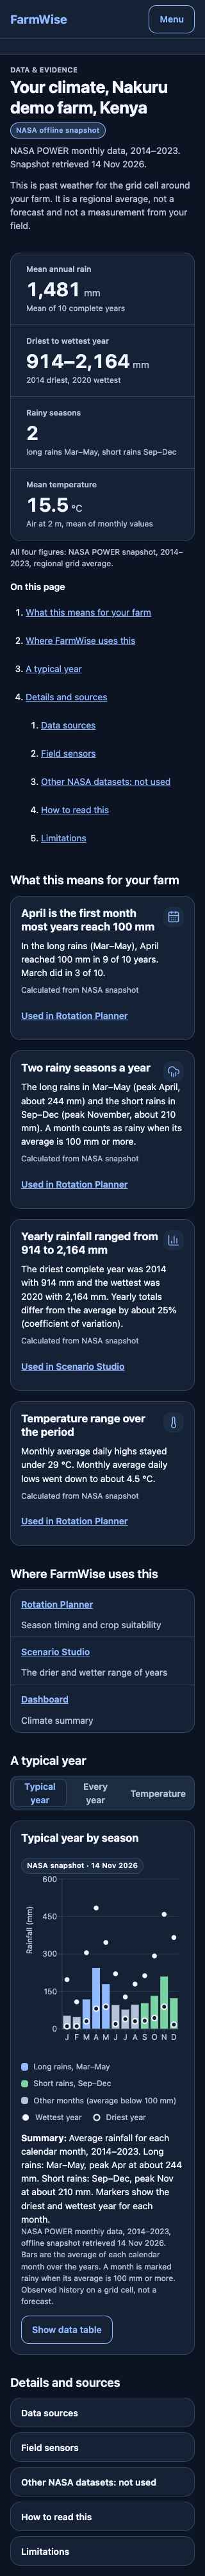 FarmWise
Menu
DATA & EVIDENCE
Your climate, Nakuru
demo farm, Kenya
NASA offline snapshot
NASA POWER monthly data, 2014–2023.
Snapshot retrieved 14 Nov 2026.
This is past weather for the grid cell around
your farm. It is a regional average, not a
forecast and not a measurement from your
field.
Mean annual rain
1,481 mm
Mean of 10 complete years
Driest to wettest year
914–2,164 mm
2014 driest, 2020 wettest
Rainy seasons
2
long rains Mar–May, short rains Sep–Dec
Mean temperature
15.5 °C
Air at 2 m, mean of monthly values
All four figures: NASA POWER snapshot, 2014–
2023, regional grid average.
On this page
1. What this means for your farm
2. Where FarmWise uses this
3. A typical year
4. Details and sources
1. Data sources
2. Field sensors
3. Other NASA datasets: not used
4. How to read this
5. Limitations
What this means for your farm
April is the first month
most years reach 100 mm
In the long rains (Mar–May), April
reached 100 mm in 9 of 10 years.
March did in 3 of 10.
Calculated from NASA snapshot
Used in Rotation Planner
Two rainy seasons a year
The long rains in Mar–May (peak April,
about 244 mm) and the short rains in
Sep–Dec (peak November, about 210
mm). A month counts as rainy when its
average is 100 mm or more.
Calculated from NASA snapshot
Used in Rotation Planner
Yearly rainfall ranged from
914 to 2,164 mm
The driest complete year was 2014
with 914 mm and the wettest was
2020 with 2,164 mm. Yearly totals
differ from the average by about 25%
(coefficient of variation).
Calculated from NASA snapshot
Used in Scenario Studio
Temperature range over
the period
Monthly average daily highs stayed
under 29 °C. Monthly average daily
lows went down to about 4.5 °C.
Calculated from NASA snapshot
Used in Rotation Planner
Where FarmWise uses this
Rotation Planner
Season timing and crop suitability
Scenario Studio
The drier and wetter range of years
Dashboard
Climate summary
A typical year
Typical
year
Every
year
Temperature
Typical year by season
NASA snapshot · 14 Nov 2026
Rainfall (mm)
600
450
300
150
0
J F M A M J J A S O N D
Long rains, Mar–May
Short rains, Sep–Dec
Other months (average below 100 mm)
Wettest year
Driest year
Summary: Average rainfall for each
calendar month, 2014–2023. Long
rains: Mar–May, peak Apr at about 244
mm. Short rains: Sep–Dec, peak Nov
at about 210 mm. Markers show the
driest and wettest year for each
month.
NASA POWER monthly data, 2014–2023,
offline snapshot retrieved 14 Nov 2026.
Bars are the average of each calendar
month over the years. A month is marked
rainy when its average is 100 mm or more.
Observed history on a grid cell, not a
forecast.
Show data table
Details and sources
Data sources
Field sensors
Other NASA datasets: not used
How to read this
Limitations